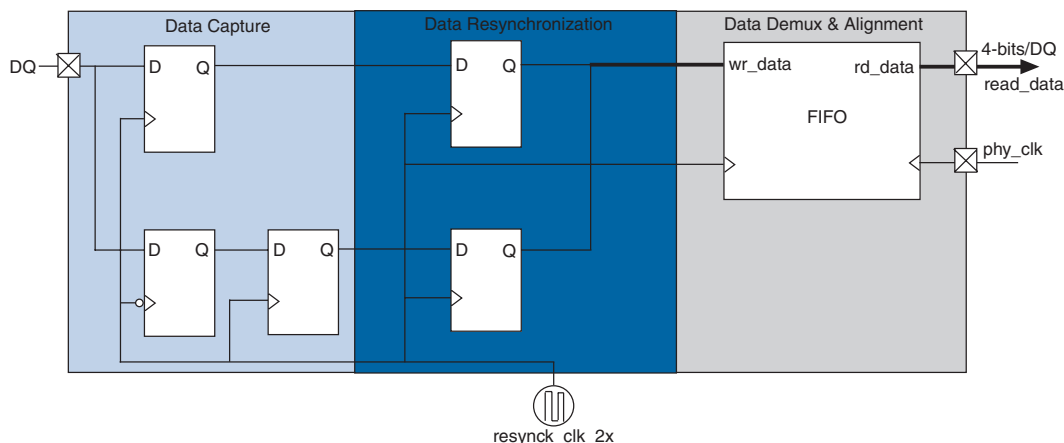 Data Capture
Data Resynchronization
Data Demux & Alignment
DQ
D Q
D Q
wr_data
rd_data
4-bits/DQ
read_data
FIFO
phy_clk
D Q
D Q
D Q
resynck_clk_2x